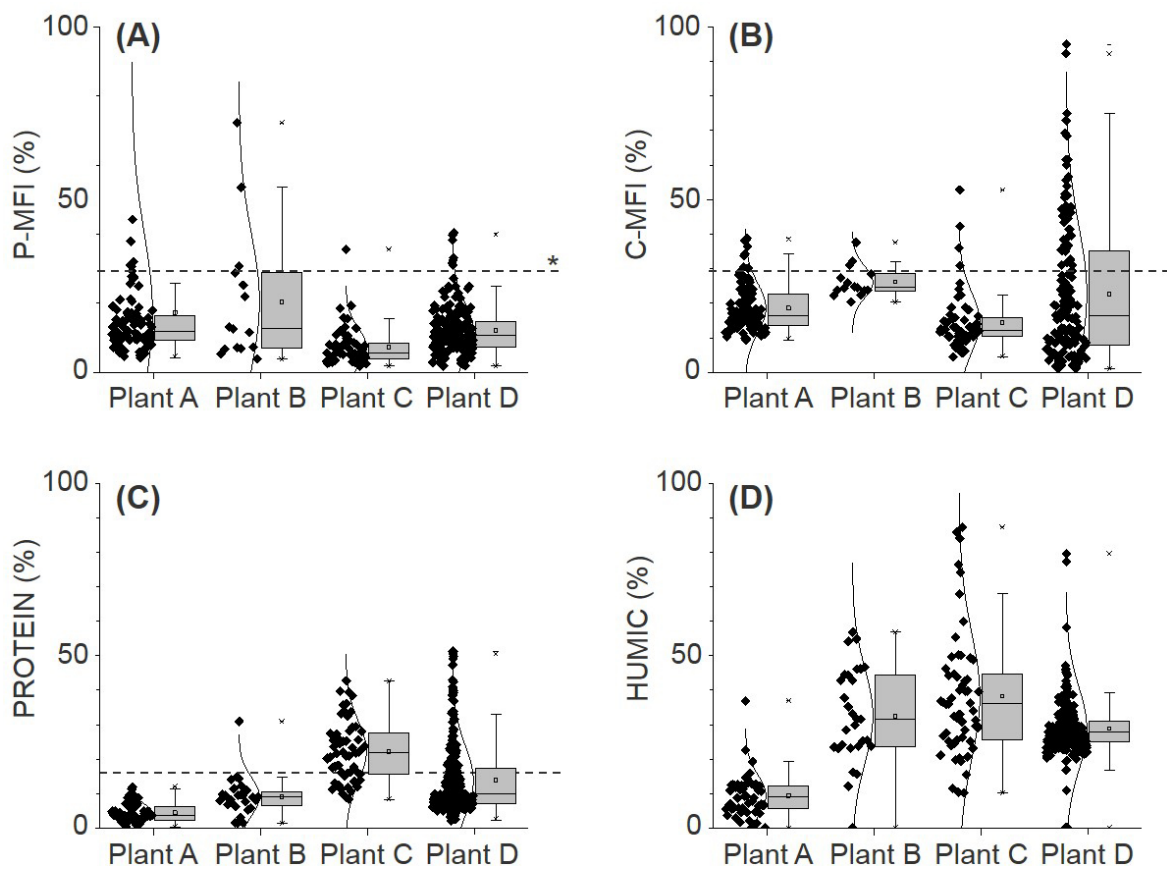 (A)
P-MFI (%)
100
50
0
*
Plant A Plant B Plant C Plant D
(B)
C-MFI (%)
100
50
0
Plant A Plant B Plant C Plant D
(C)
PROTEIN (%)
100
50
0
Plant A Plant B Plant C Plant D
(D)
HUMIC (%)
100
50
0
Plant A Plant B Plant C Plant D